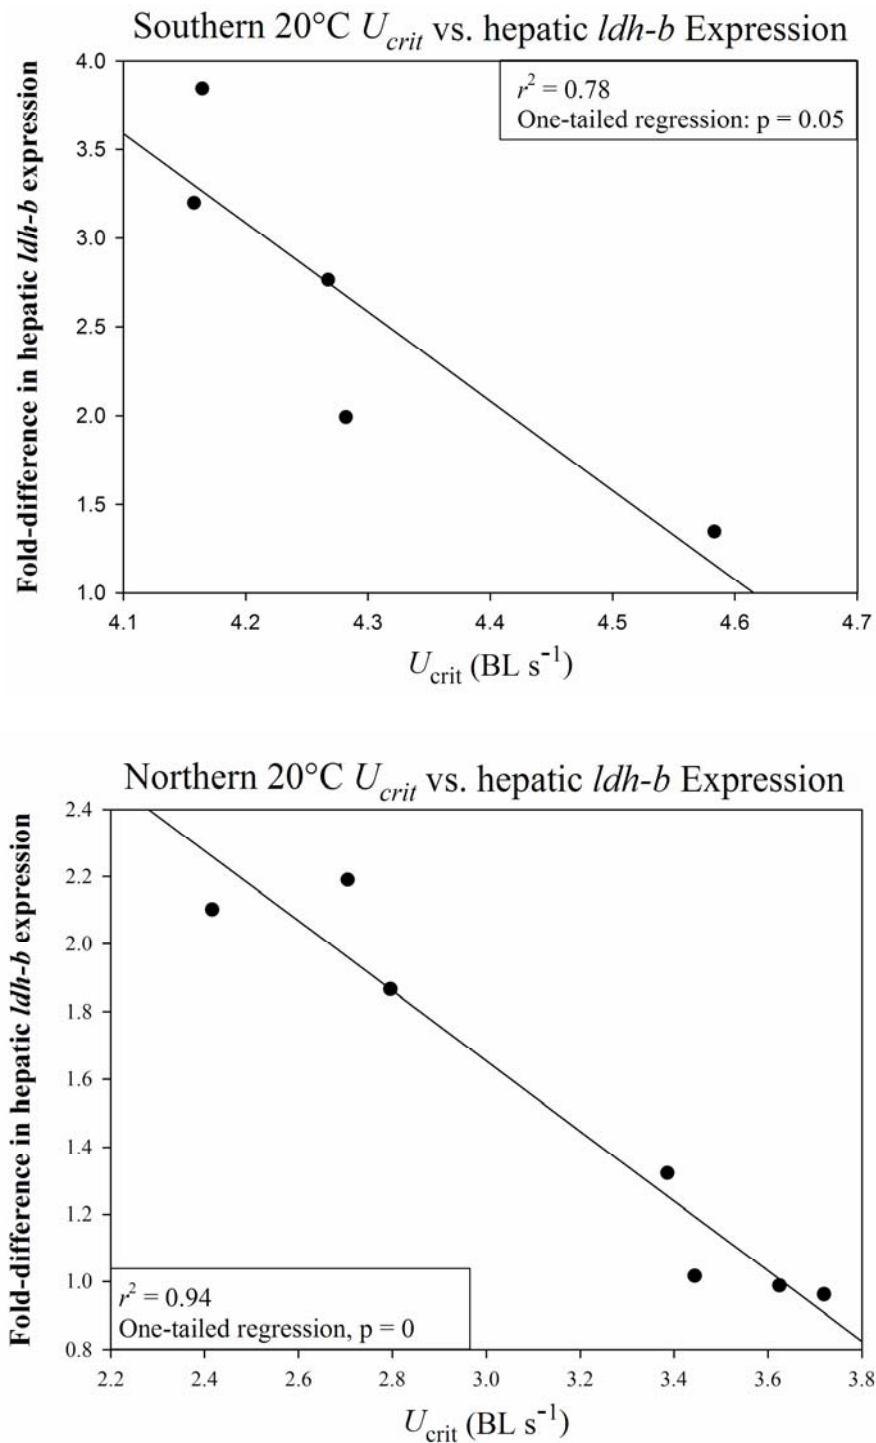 Southern 20°C Ucrit vs. hepatic ldh-b Expression
Fold-difference in hepatic ldh-b expression
4.0
3.5
3.0
2.5
2.0
1.5
1.0
r² = 0.78
One-tailed regression: p = 0.05
4.1 4.2 4.3 4.4 4.5 4.6 4.7
Ucrit (BL s⁻¹)
Northern 20°C Ucrit vs. hepatic ldh-b Expression
Fold-difference in hepatic ldh-b expression
2.4
2.2
2.0
1.8
1.6
1.4
1.2
1.0
0.8
r² = 0.94
One-tailed regression, p = 0
2.2 2.4 2.6 2.8 3.0 3.2 3.4 3.6 3.8
Ucrit (BL s⁻¹)